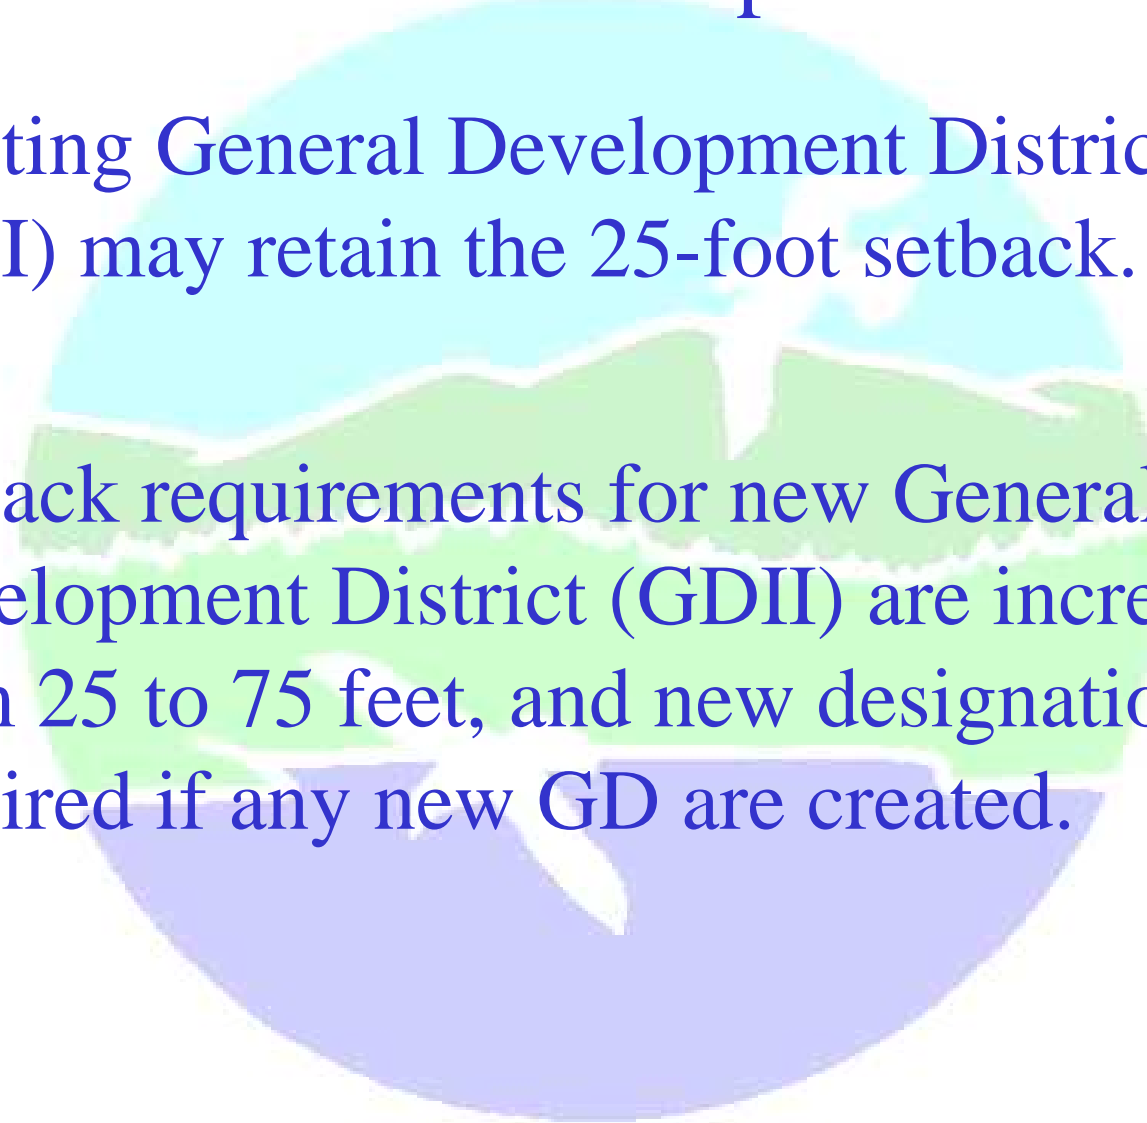 ting General Development Distric
I) may retain the 25-foot setback.
ack requirements for new General
elopment District (GDII) are incre
n 25 to 75 feet, and new designatio
ired if any new GD are created.